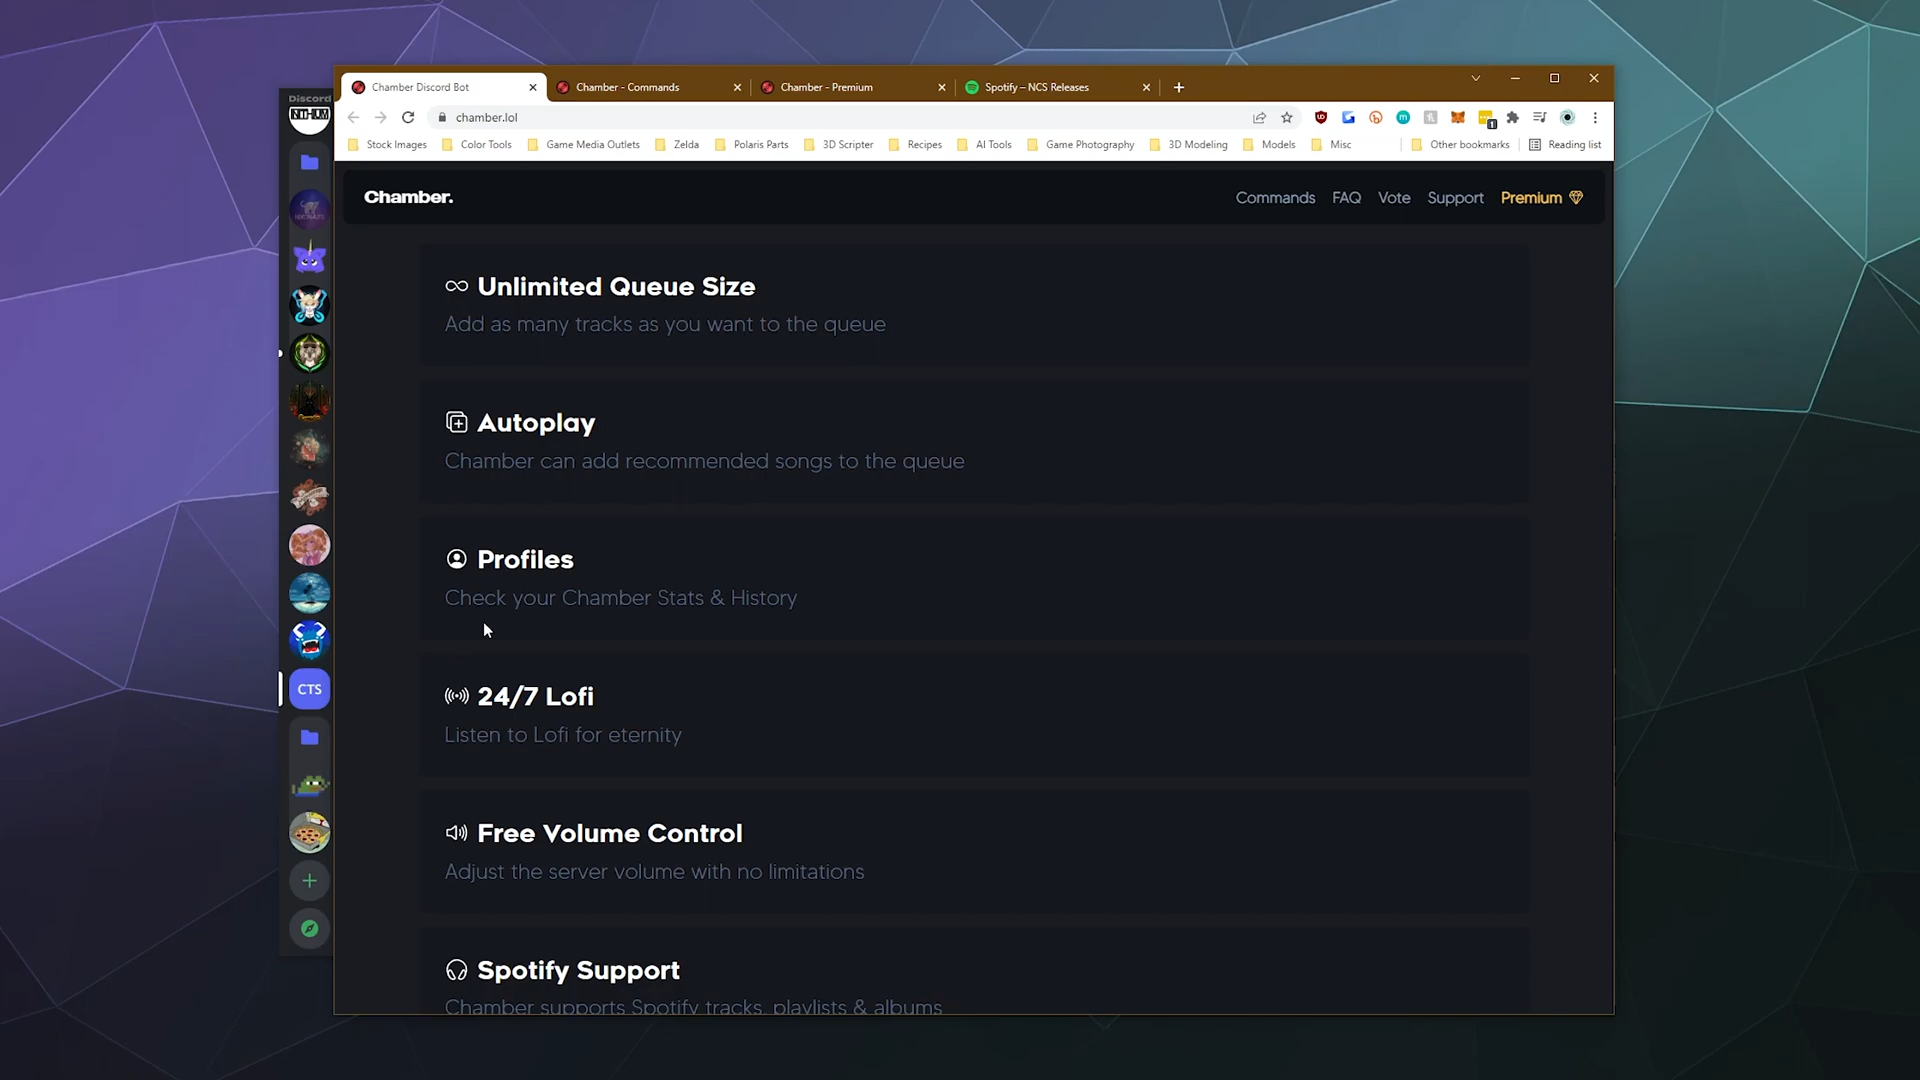 Discord
Chamber Discord Bot
Chamber - Commands
Chamber - Premium
Spotify – NCS Releases
chamber.lol
1
Stock Images
Color Tools
Game Media Outlets
Zelda
Polaris Parts
3D Scripter
Recipes
AI Tools
Game Photography
3D Modeling
Models
Misc
Other bookmarks
Reading list
Chamber.
Commands
FAQ
Vote
Support
Premium
Unlimited Queue Size
Add as many tracks as you want to the queue
Autoplay
Chamber can add recommended songs to the queue
Profiles
Check your Chamber Stats & History
24/7 Lofi
Listen to Lofi for eternity
CTS
Free Volume Control
Adjust the server volume with no limitations
Spotify Support
Chamber supports Spotify tracks, playlists & albums